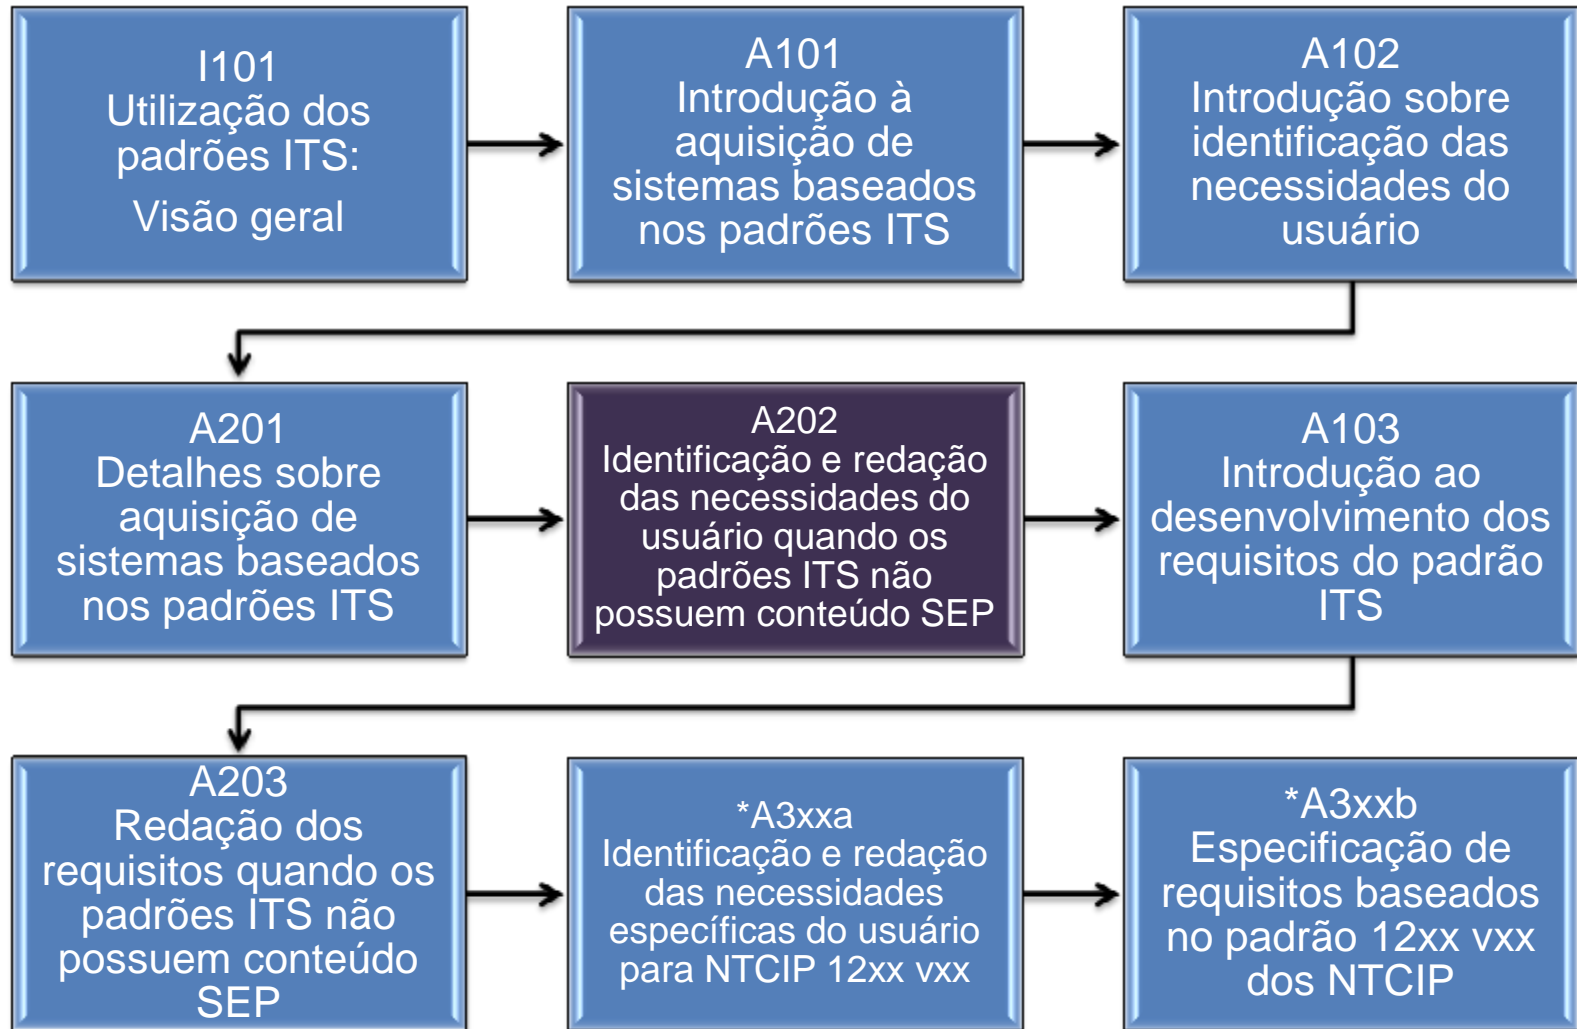 I101
Utilização dos
padrões ITS:
Visão geral
A101
Introdução à
aquisição de
sistemas baseados
nos padrões ITS
A102
Introdução sobre
identificação das
necessidades do
usuário
A201
Detalhes sobre
aquisição de
sistemas baseados
nos padrões ITS
A202
Identificação e redação
das necessidades do
usuário quando os
padrões ITS não
possuem conteúdo SEP
A103
Introdução ao
desenvolvimento dos
requisitos do padrão
ITS
A203
Redação dos
requisitos quando os
padrões ITS não
possuem conteúdo
SEP
*A3xxa
Identificação e redação
das necessidades
específicas do usuário
para NTCIP 12xx vxx
*A3xxb
Especificação de
requisitos baseados
no padrão 12xx vxx
dos NTCIP